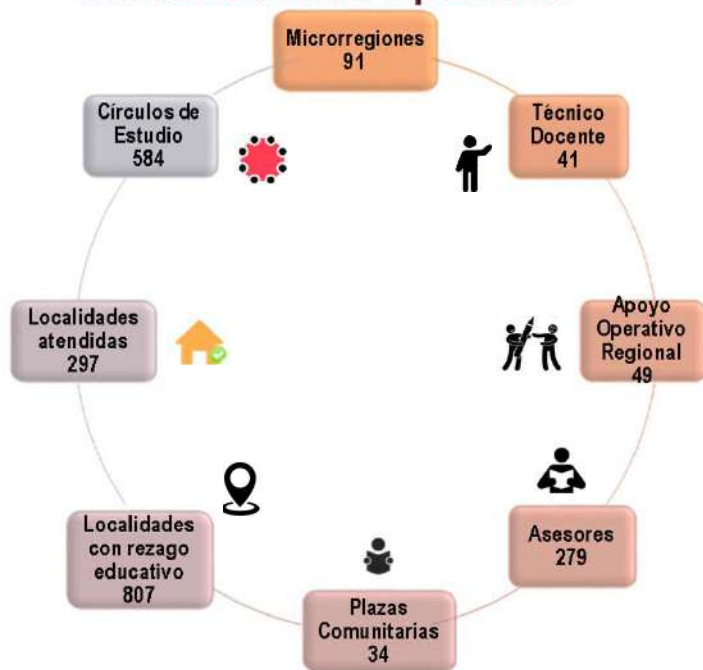 Microrregiones
91
Técnico
Docente
41
Apoyo
Operativo
Regional
49
Asesores
279
Plazas
Comunitarias
34
Localidades
con rezago
educativo
807
Localidades
atendidas
297
Círculos de
Estudio
584